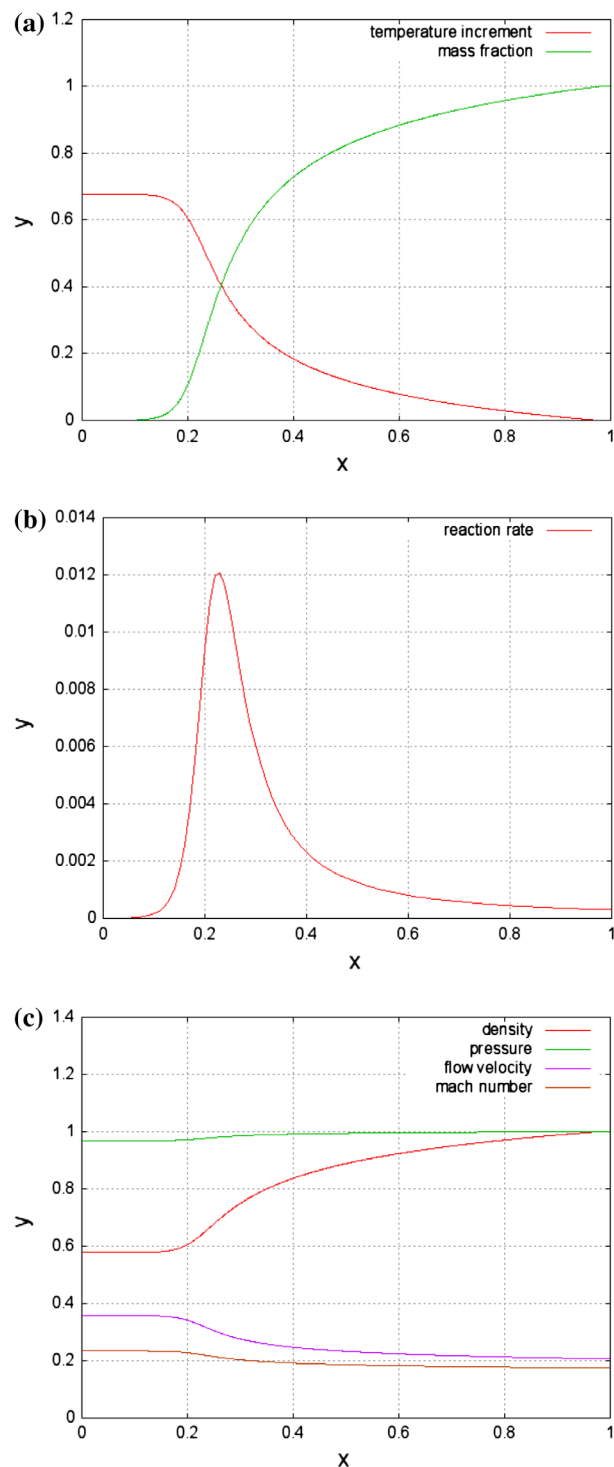 (a)
1.2
1
0.8
0.6
0.4
0.2
0
y
temperature increment
mass fraction
0 0.2 0.4 0.6 0.8 1
x
(b)
0.014
0.012
0.01
0.008
0.006
0.004
0.002
0
y
reaction rate
0 0.2 0.4 0.6 0.8 1
x
(c)
1.4
1.2
1
0.8
0.6
0.4
0.2
0
y
density
pressure
flow velocity
mach number
0 0.2 0.4 0.6 0.8 1
x